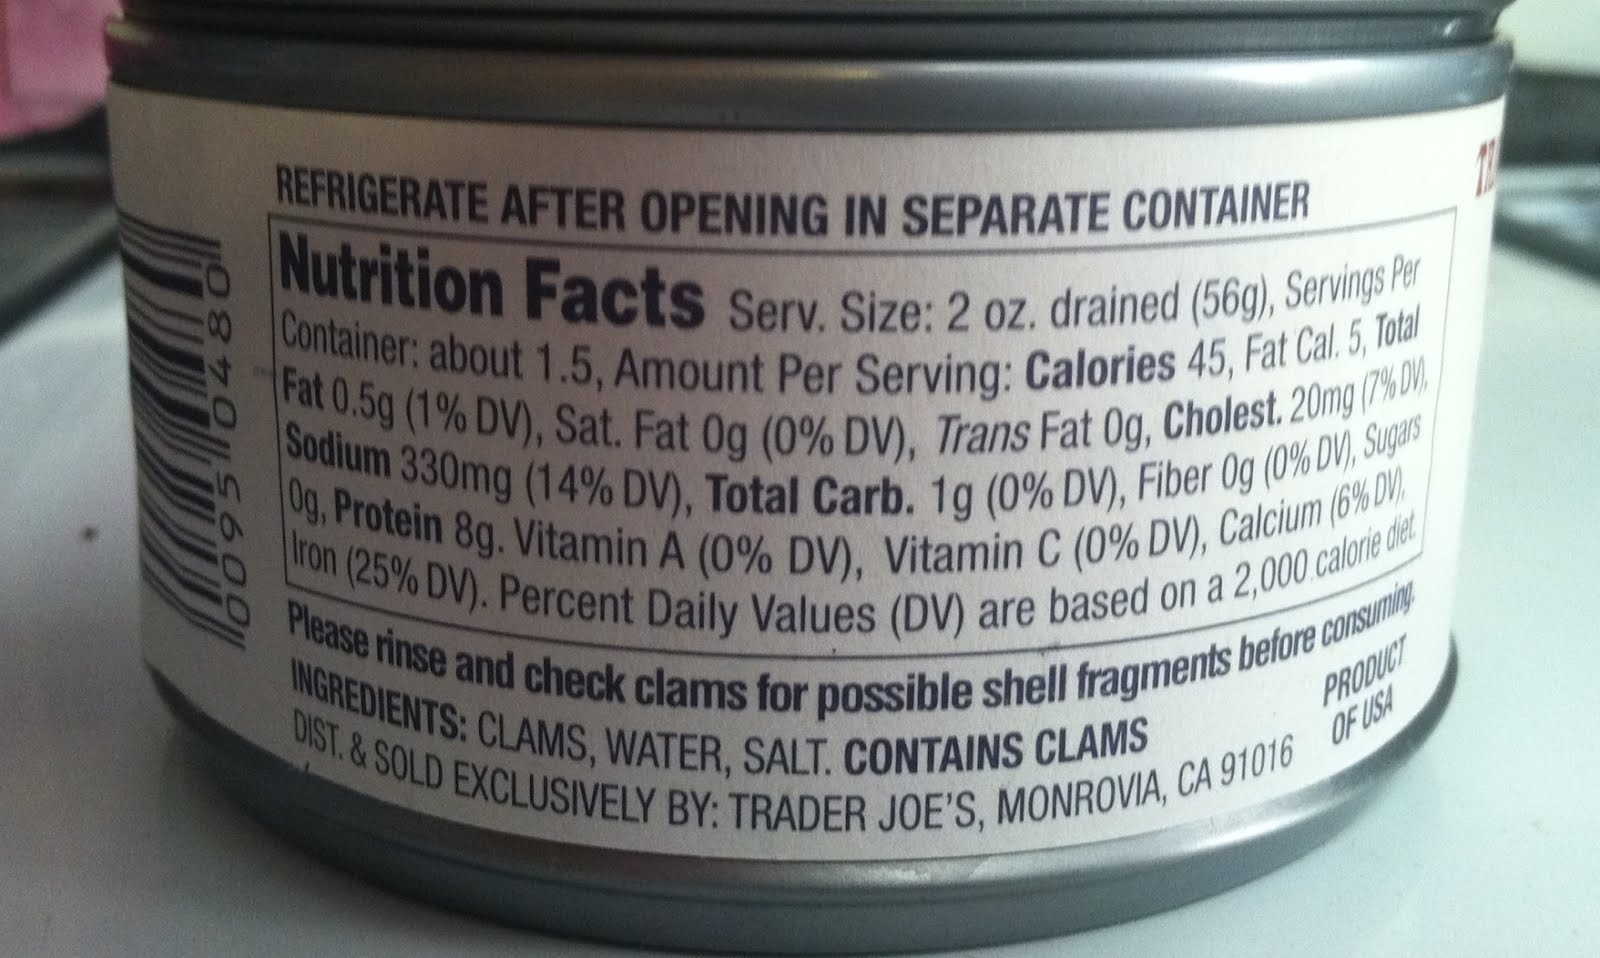 REFRIGERATE AFTER OPENING IN SEPARATE CONTAINER
Nutrition Facts Serv. Size: 2 oz. drained (56g), Servings Per
Container: about 1.5, Amount Per Serving: Calories 45, Fat Cal. 5, Total
Fat 0.5g (1% DV), Sat. Fat 0g (0% DV), Trans Fat 0g, Cholest. 20mg (7% DV),
Sodium 330mg (14% DV), Total Carb. 1g (0% DV), Fiber 0g (0% DV), Sugars
0g, Protein 8g. Vitamin A (0% DV), Vitamin C (0% DV), Calcium (6% DV),
Iron (25% DV). Percent Daily Values (DV) are based on a 2,000 calorie diet.
Please rinse and check clams for possible shell fragments before consuming.
INGREDIENTS: CLAMS, WATER, SALT. CONTAINS CLAMS
DIST. & SOLD EXCLUSIVELY BY: TRADER JOE'S, MONROVIA, CA 91016
PRODUCT
OF USA
0095 0480